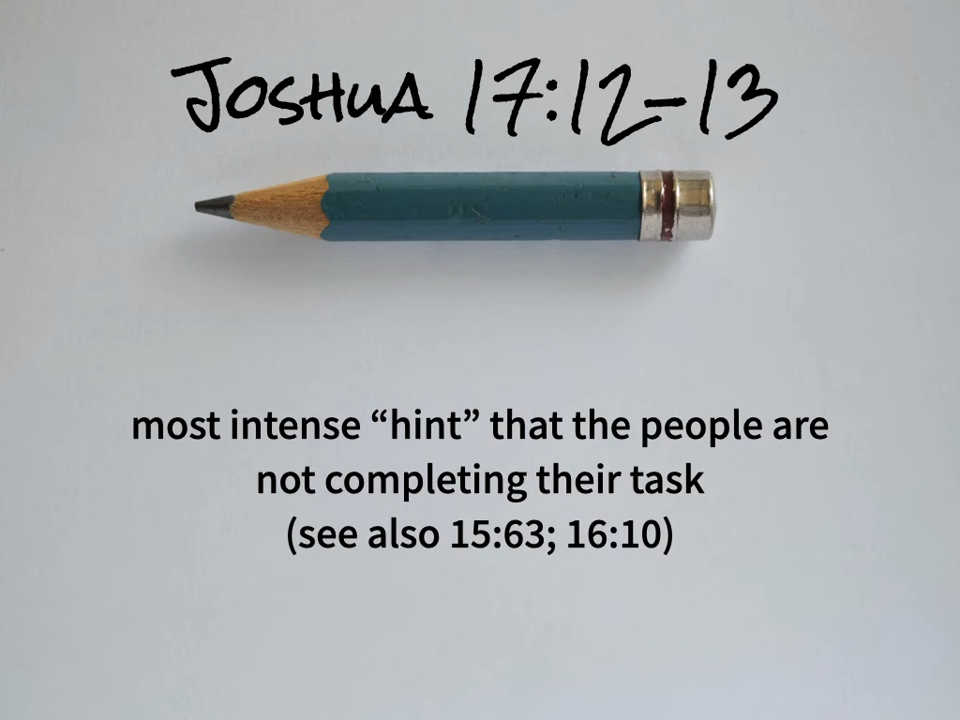 Joshua 17:12-13
most intense “hint” that the people are
not completing their task
(see also 15:63; 16:10)